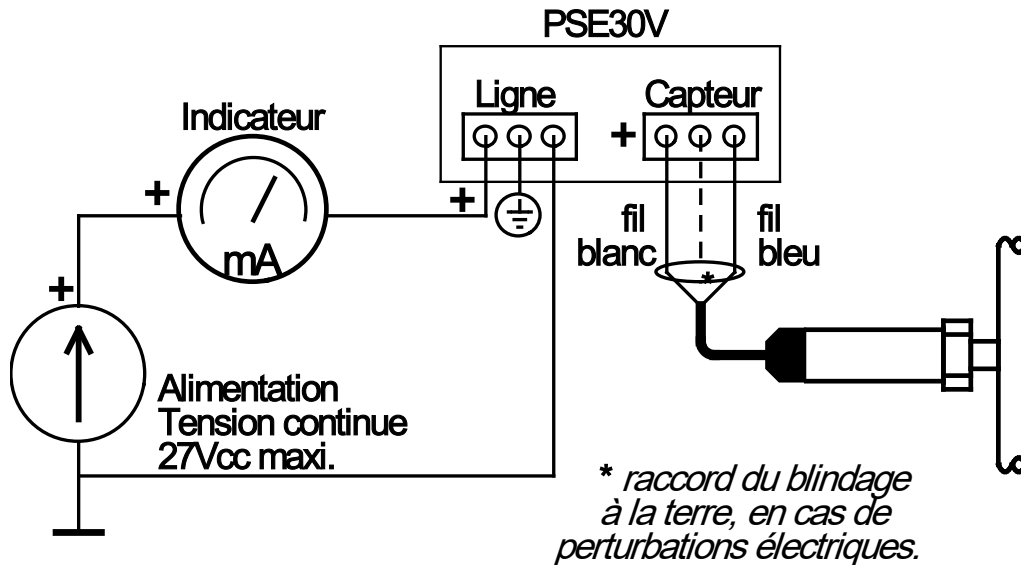 PSE30V
Ligne
Capteur
Indicateur
+
+
+
+
mA
fil
blanc
fil
bleu
*
Alimentation
Tension continue
27Vcc maxi.
* raccord du blindage
à la terre, en cas de
perturbations électriques.